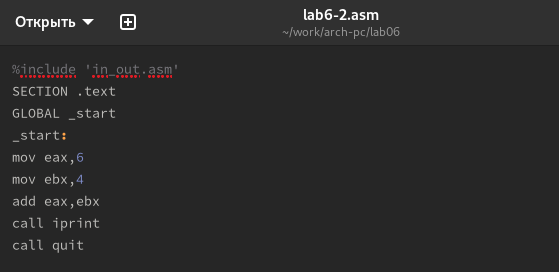 Открыть
lab6-2.asm
~/work/arch-pc/lab06
%include 'in_out.asm'
SECTION .text
GLOBAL _start
_start:
mov eax,6
mov ebx,4
add eax,ebx
call iprint
call quit